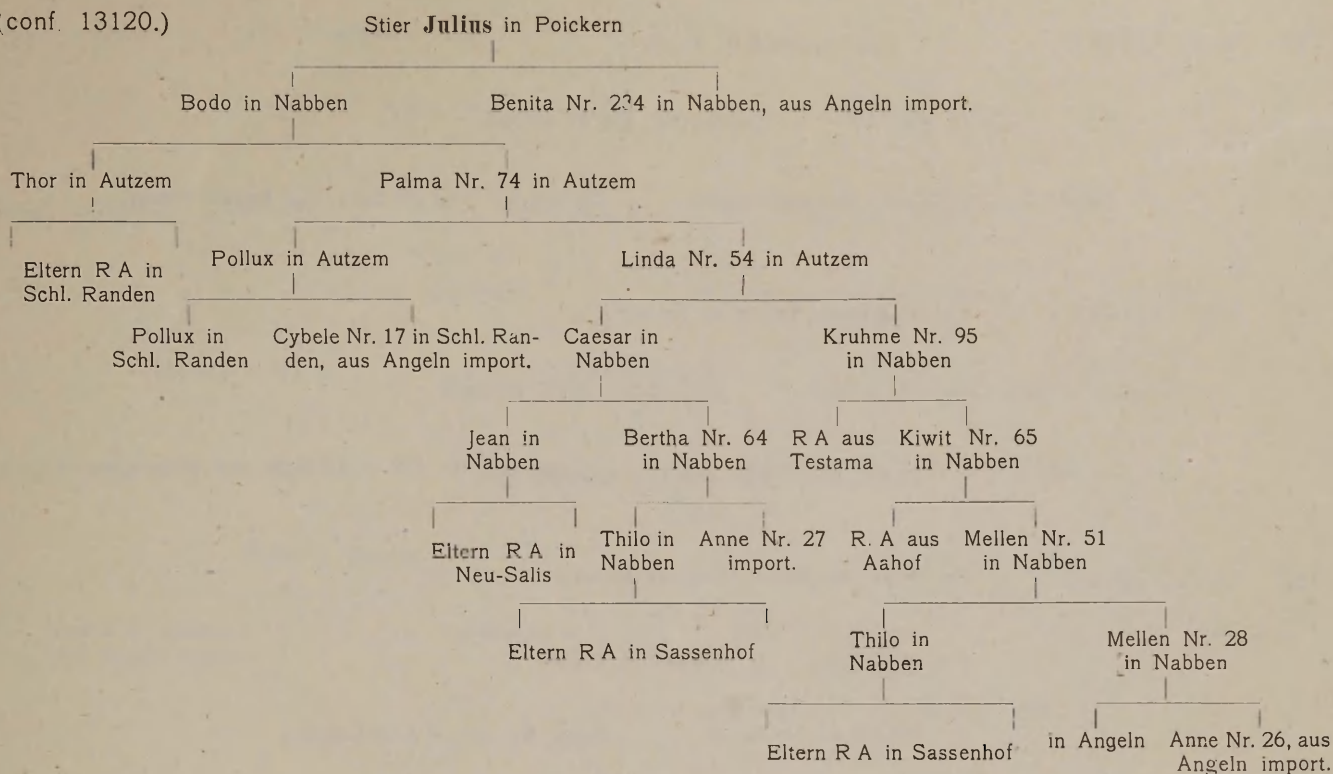 (conf. 13120.)
Stier Julius in Poickern
Bodo in Nabben Benita Nr. 234 in Nabben, aus Angeln import.
Thor in Autzem Palma Nr. 74 in Autzem
Eltern R A in
Schl. Randen
Pollux in Autzem Linda Nr. 54 in Autzem
Pollux in
Schl. Randen
Cybele Nr. 17 in Schl. Ran-
den, aus Angeln import.
Caesar in
Nabben
Kruhme Nr. 95
in Nabben
Jean in
Nabben
Bertha Nr. 64
in Nabben
R A aus
Testama
Kiwit Nr. 65
in Nabben
Eltern R A in
Neu-Salis
Thilo in
Nabben
Anne Nr. 27
import.
R. A aus
Aahof
Mellen Nr. 51
in Nabben
Eltern R A in Sassenhof
Thilo in
Nabben
Mellen Nr. 28
in Nabben
Eltern R A in Sassenhof
in Angeln
Anne Nr. 26, aus
Angeln import.